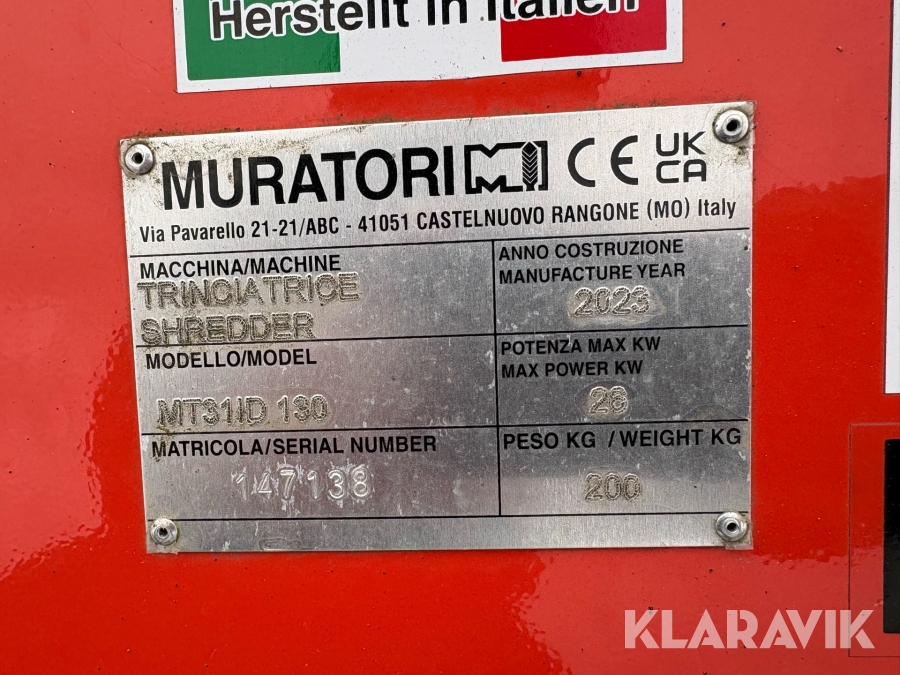 Herstellt in Italien
MURATORI CE UK CA
Via Pavarello 21-21/ABC - 41051 CASTELNUOVO RANGONE (MO) Italy
MACCHINA/MACHINE
TRINCIATRICE
SHREDDER
ANNO COSTRUZIONE
MANUFACTURE YEAR
2023
MODELLO/MODEL
MT31ID 130
POTENZA MAX KW
MAX POWER KW
26
MATRICOLA/SERIAL NUMBER
147138
PESO KG / WEIGHT KG
200
KLARAVIK